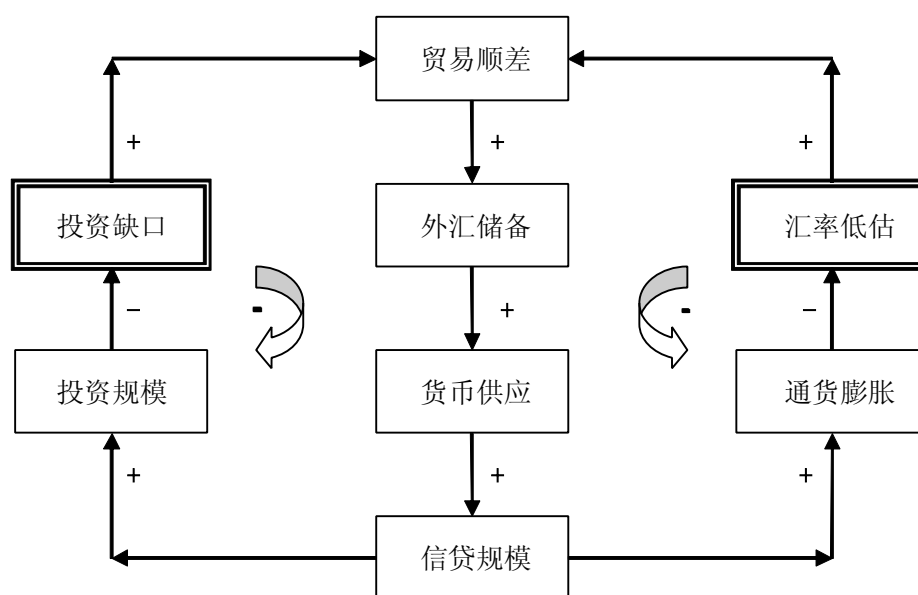 贸易顺差
+
+
+
投资缺口
外汇储备
汇率低估
-
-
−
+
−
投资规模
货币供应
通货膨胀
+
+
+
信贷规模